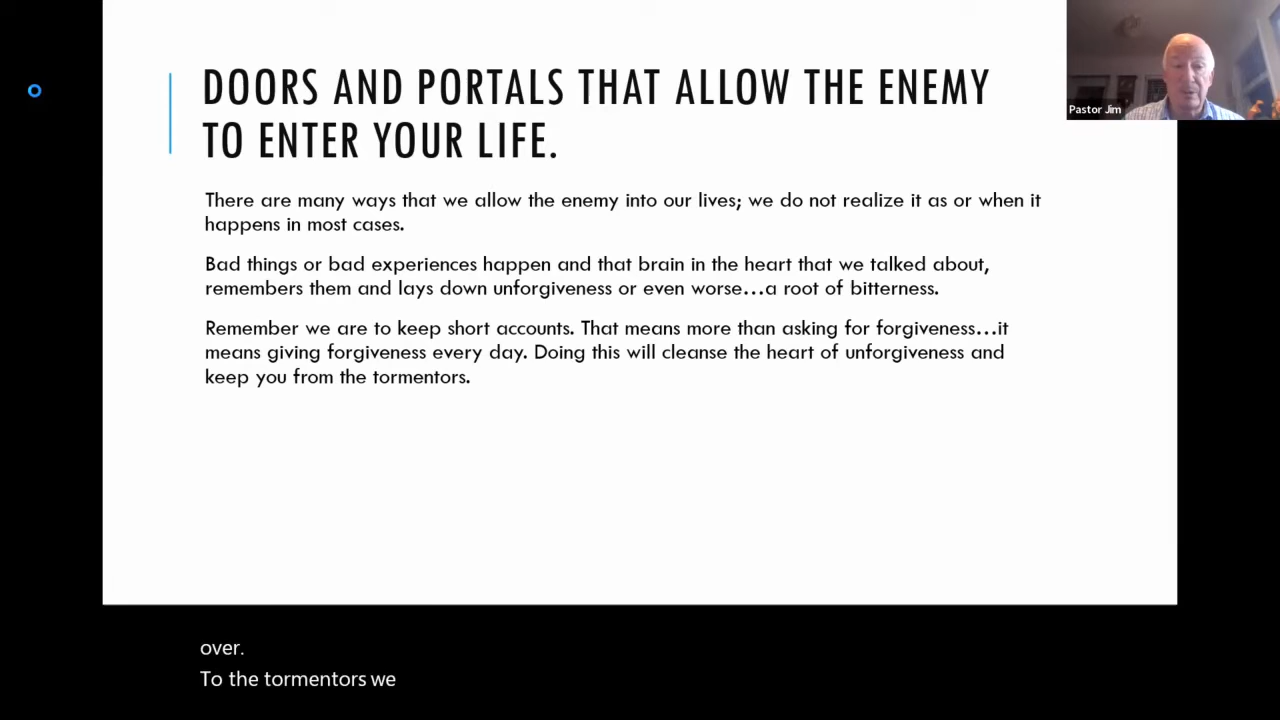 DOORS AND PORTALS THAT ALLOW THE ENEMY
TO ENTER YOUR LIFE.
Pastor Jim
There are many ways that we allow the enemy into our lives; we do not realize it as or when it
happens in most cases.
Bad things or bad experiences happen and that brain in the heart that we talked about,
remembers them and lays down unforgiveness or even worse...a root of bitterness.
Remember we are to keep short accounts. That means more than asking for forgiveness...it
means giving forgiveness every day. Doing this will cleanse the heart of unforgiveness and
keep you from the tormentors.
over.
To the tormentors we